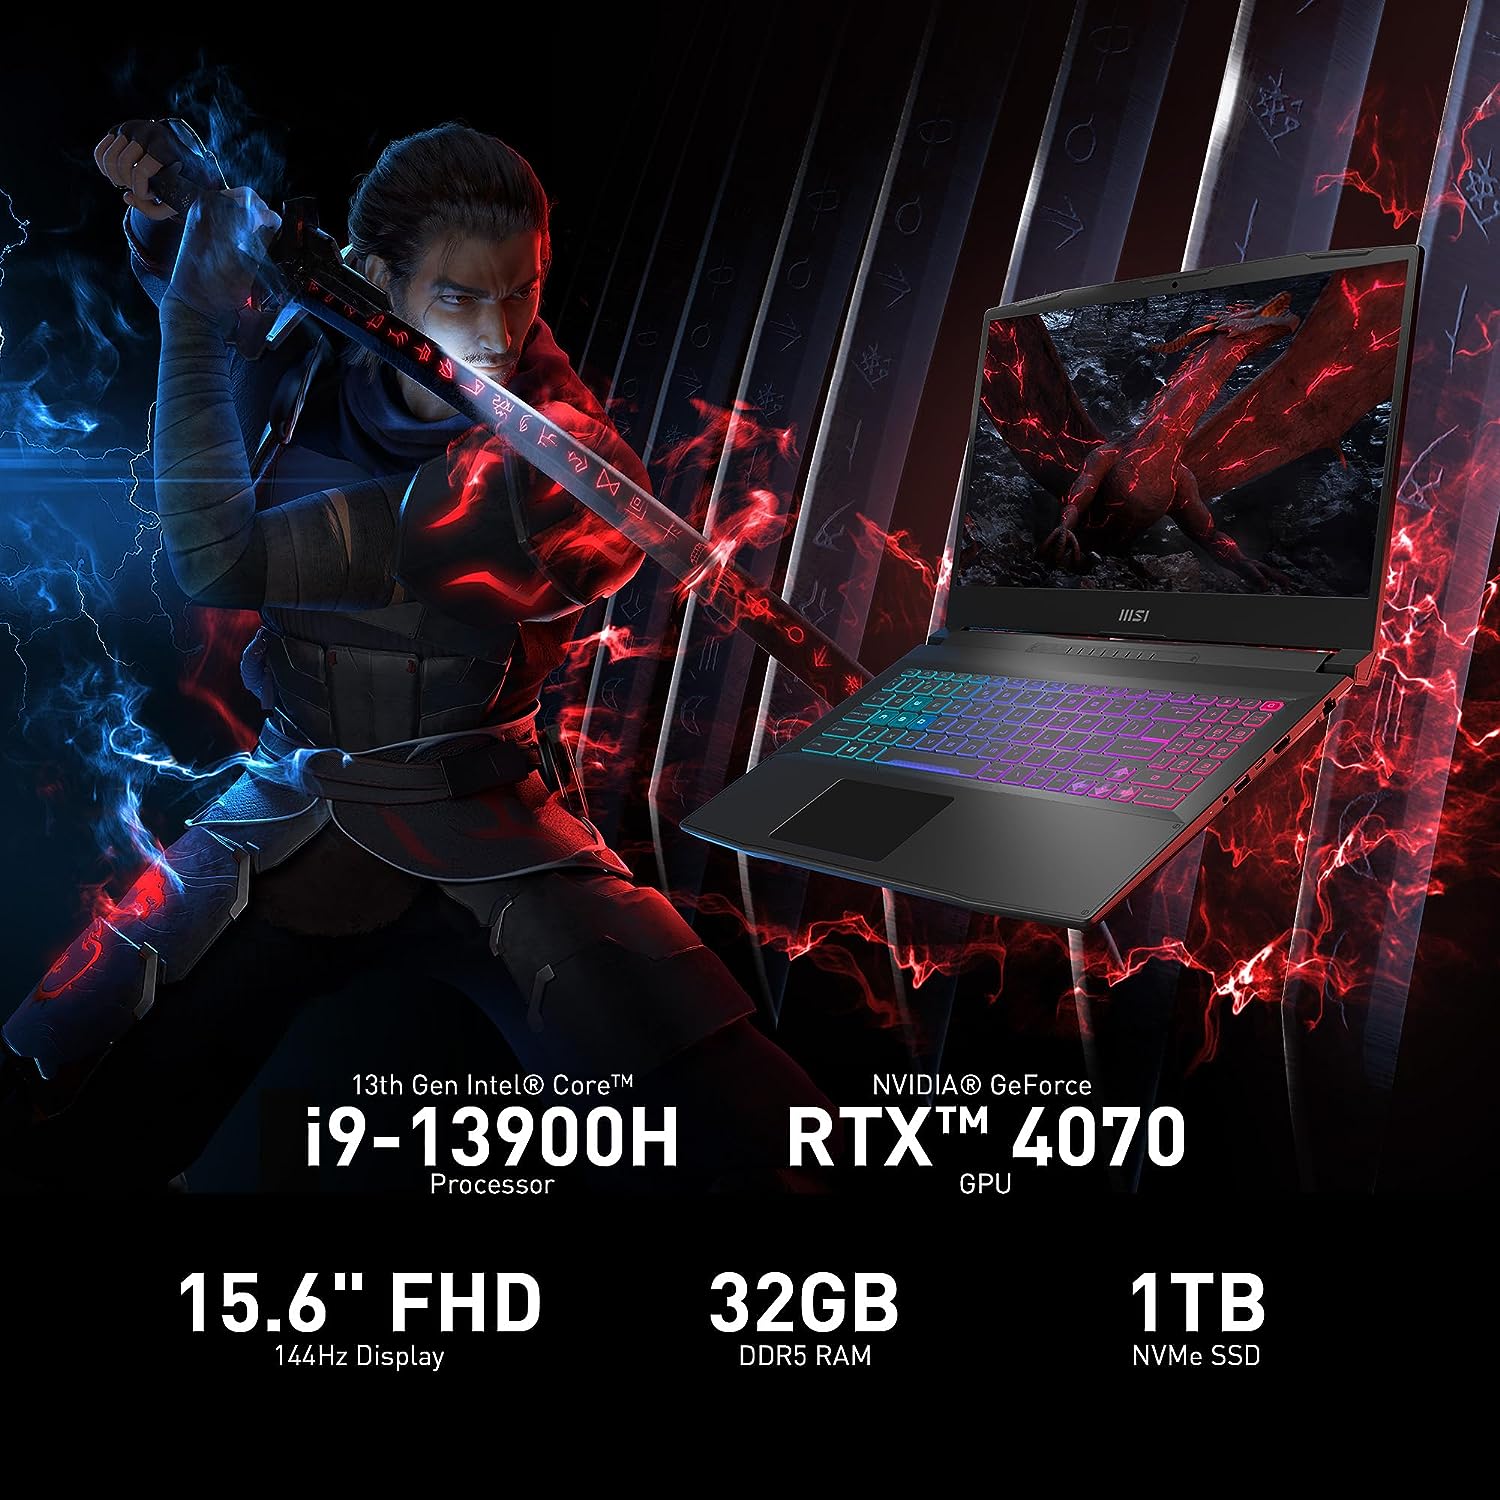 msi
13th Gen Intel® Core™
i9-13900H
Processor
NVIDIA® GeForce
RTX™ 4070
GPU
15.6" FHD
144Hz Display
32GB
DDR5 RAM
1TB
NVMe SSD